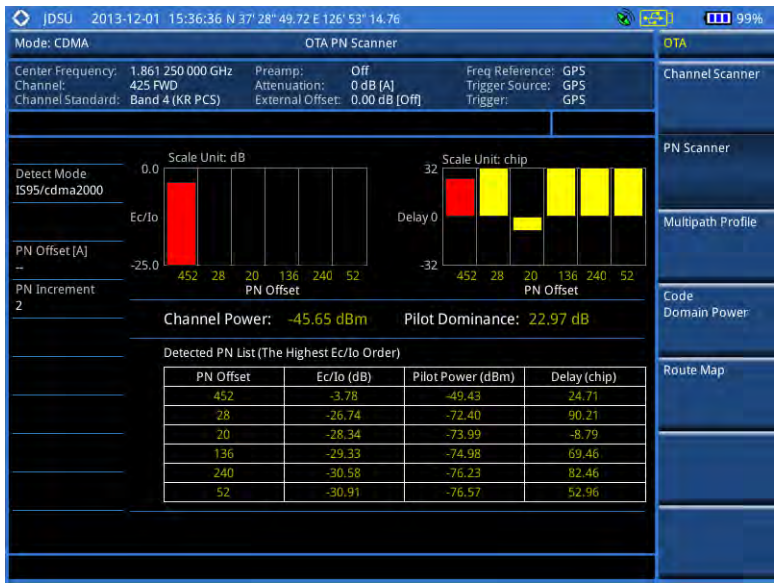 JDSU 2013-12-01 15:36:36 N 37' 28" 49.72 E 126' 53" 14.76 99%
Mode: CDMA OTA PN Scanner OTA
Center Frequency: 1.861 250 000 GHz Preamp: Off Freq Reference: GPS
Channel: 425 FWD Attenuation: 0 dB [A] Trigger Source: GPS
Channel Standard: Band 4 (KR PCS) External Offset: 0.00 dB [Off] Trigger: GPS
Channel Scanner
PN Scanner
Multipath Profile
Code
Domain Power
Route Map
Detect Mode
IS95/cdma2000
PN Offset [A]
--
PN Increment
2
Scale Unit: dB
0.0
Ec/Io
-25.0
452 28 20 136 240 52
PN Offset
Scale Unit: chip
32
Delay 0
-32
452 28 20 136 240 52
PN Offset
Channel Power: -45.65 dBm Pilot Dominance: 22.97 dB
Detected PN List (The Highest Ec/Io Order)
PN Offset Ec/Io (dB) Pilot Power (dBm) Delay (chip)
452 -3.78 -49.43 24.71
28 -26.74 -72.40 90.21
20 -28.34 -73.99 -8.79
136 -29.33 -74.98 69.46
240 -30.58 -76.23 82.46
52 -30.91 -76.57 52.96